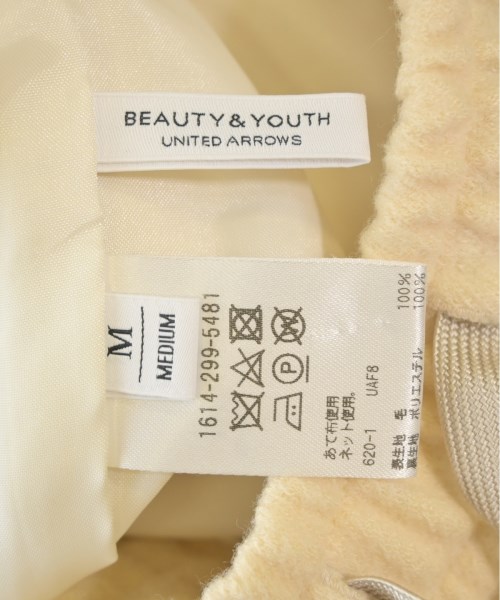 BEAUTY&YOUTH
UNITED ARROWS
M
MEDIUM
1614-299-5481
P
あて布使用
ネット使用。
620-1 UAF8
表生地 毛 100%
裏生地 ポリエステル 100%